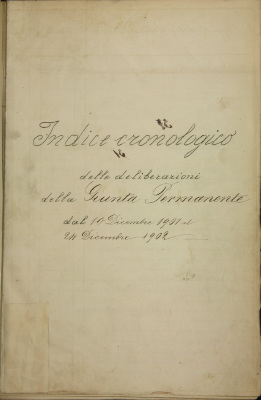 Indice cronologico
delle deliberazioni
della Giunta Permanente
dal 10 Dicembre 1901 al
24 Dicembre 1902